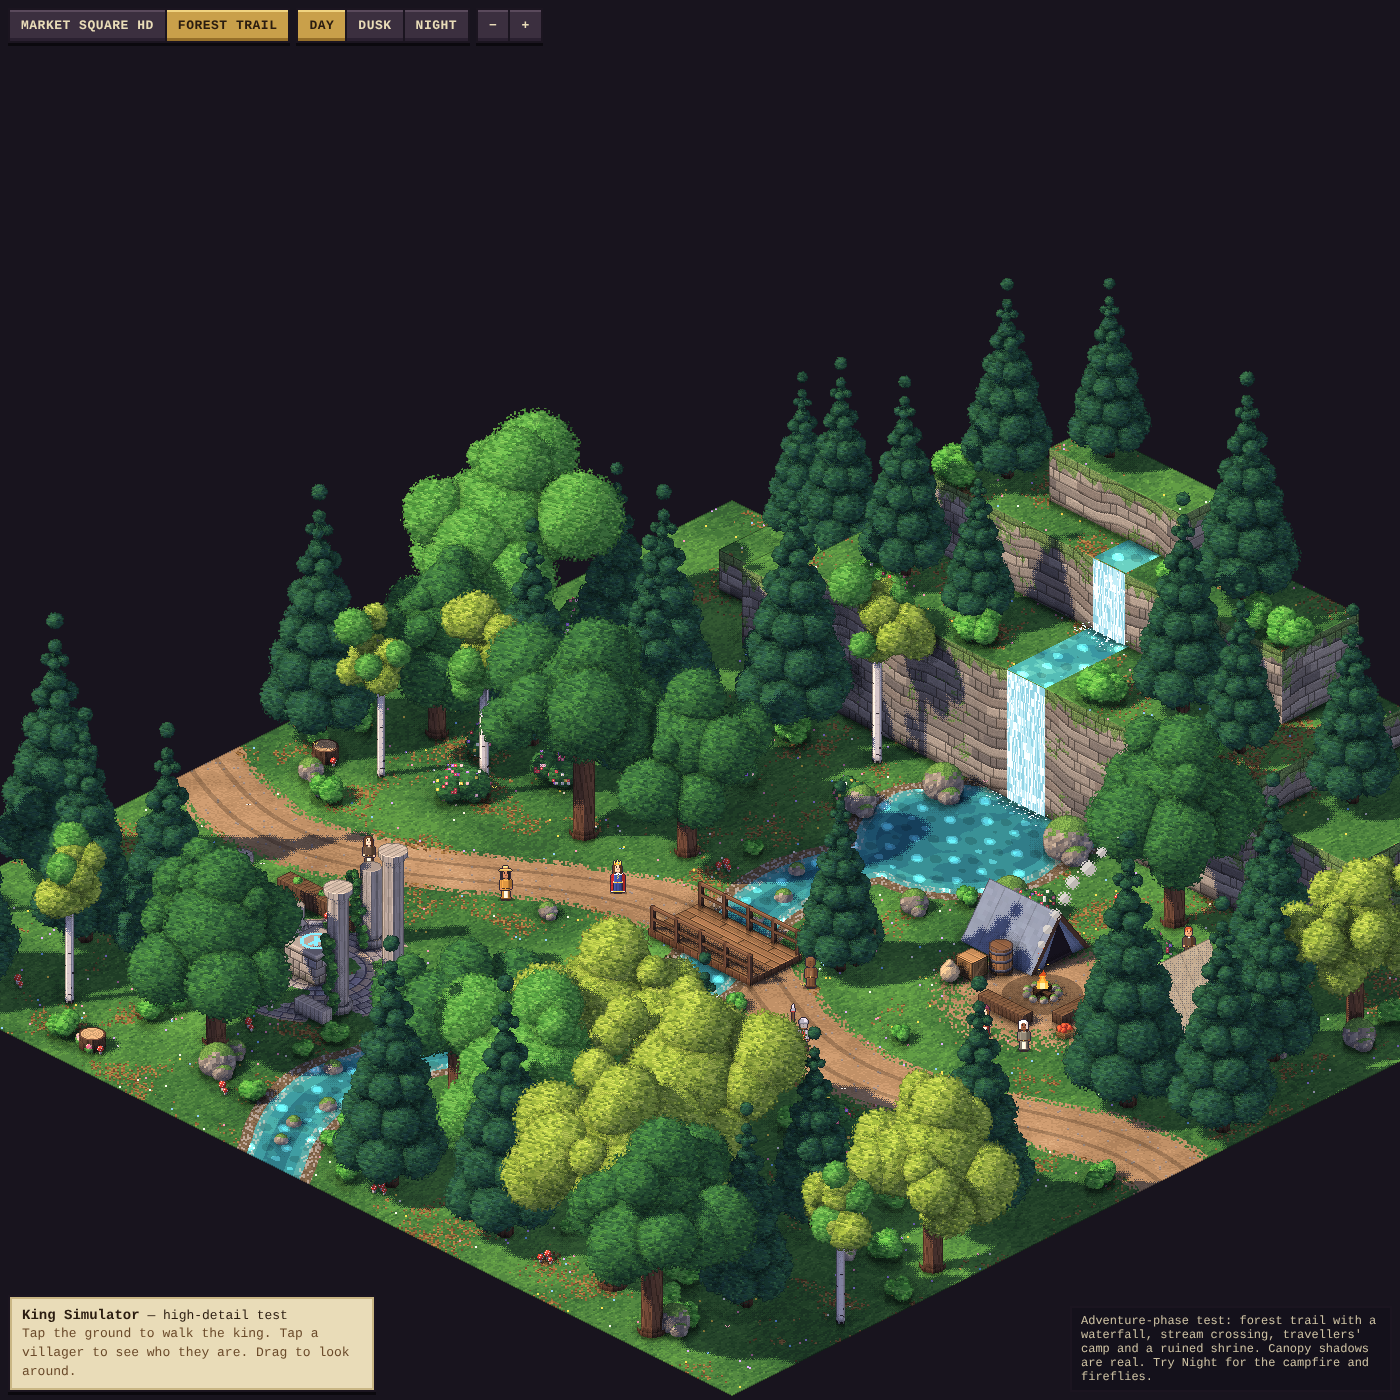 MARKET SQUARE HD FOREST TRAIL DAY DUSK NIGHT − +
King Simulator — high-detail test
Tap the ground to walk the king. Tap a
villager to see who they are. Drag to look
around.
Adventure-phase test: forest trail with a
waterfall, stream crossing, travellers'
camp and a ruined shrine. Canopy shadows
are real. Try Night for the campfire and
fireflies.